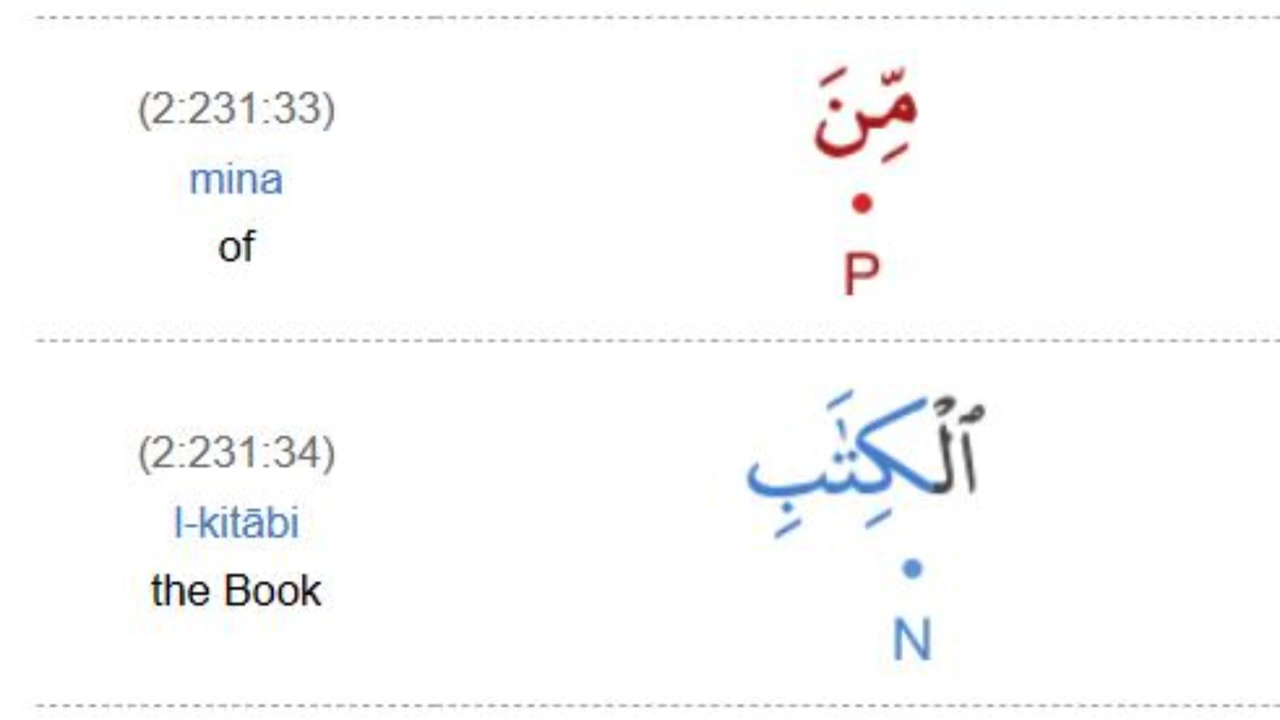 (2:231:33)
mina
of
مِّنَ
P
(2:231:34)
l-kitābi
the Book
ٱلْكِتَٰبِ
N